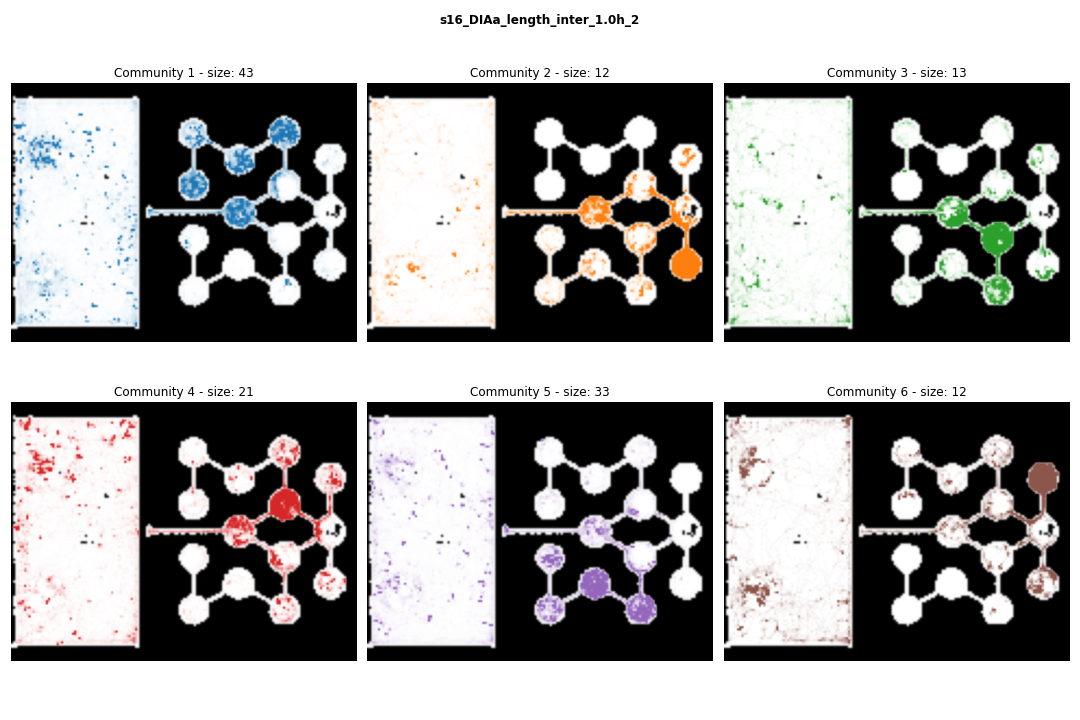 s16_DIAa_length_inter_1.0h_2
Community 1 - size: 43
Community 2 - size: 12
Community 3 - size: 13
Community 4 - size: 21
Community 5 - size: 33
Community 6 - size: 12